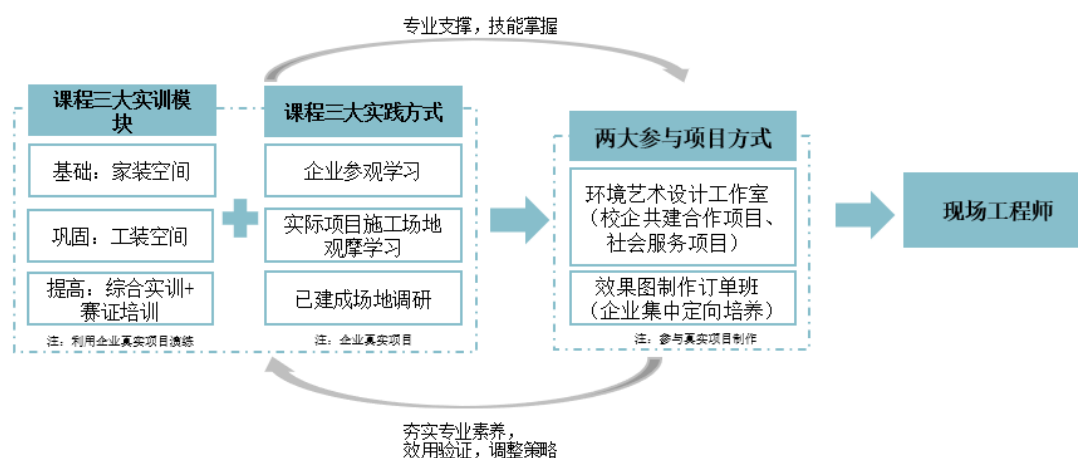 专业支撑，技能掌握
课程三大实训模
块
基础：家装空间
巩固：工装空间
提高：综合实训+
赛证培训
注：利用企业真实项目演练
课程三大实践方式
企业参观学习
实际项目施工场地
观摩学习
已建成场地调研
注：企业真实项目
两大参与项目方式
环境艺术设计工作室
（校企共建合作项目、
社会服务项目）
效果图制作订单班
（企业集中定向培养）
注：参与真实项目制作
现场工程师
夯实专业素养，
效用验证，调整策略